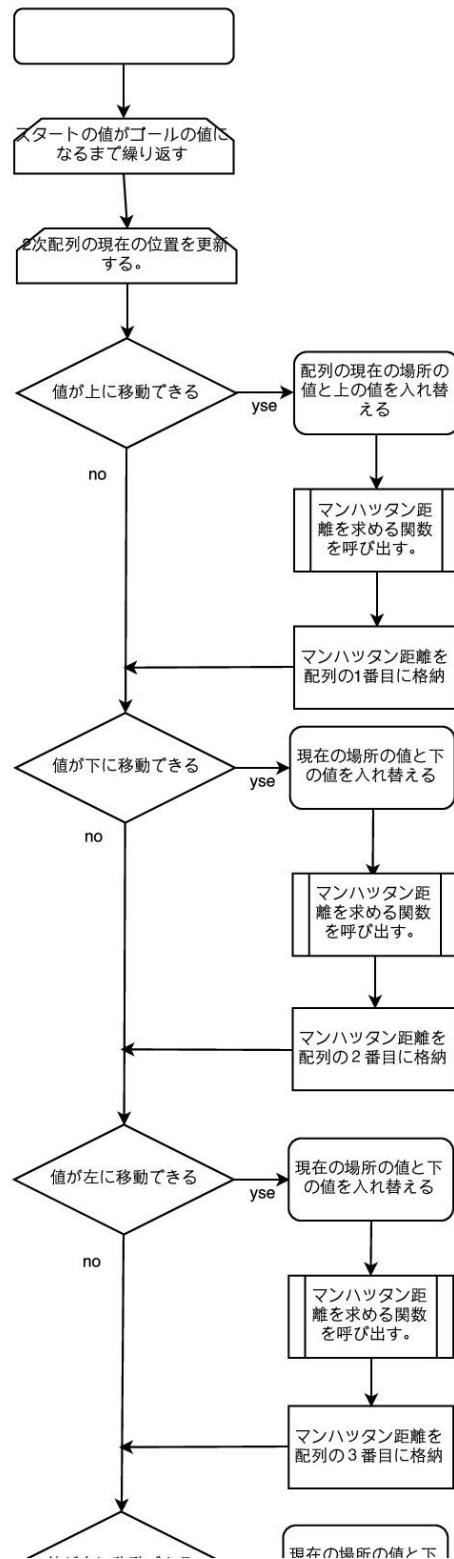 スタートの値がゴールの値に
なるまで繰り返す
2次配列の現在の位置を更新
する。
値が上に移動できる
yse
配列の現在の場所の
値と上の値を入れ替
える
no
マンハッタン距
離を求める関数
を呼び出す。
マンハッタン距離を
配列の1番目に格納
値が下に移動できる
yse
現在の場所の値と下
の値を入れ替える
no
マンハッタン距
離を求める関数
を呼び出す。
マンハッタン距離を
配列の２番目に格納
値が左に移動できる
yse
現在の場所の値と下
の値を入れ替える
no
マンハッタン距
離を求める関数
を呼び出す。
マンハッタン距離を
配列の３番目に格納
現在の場所の値と下